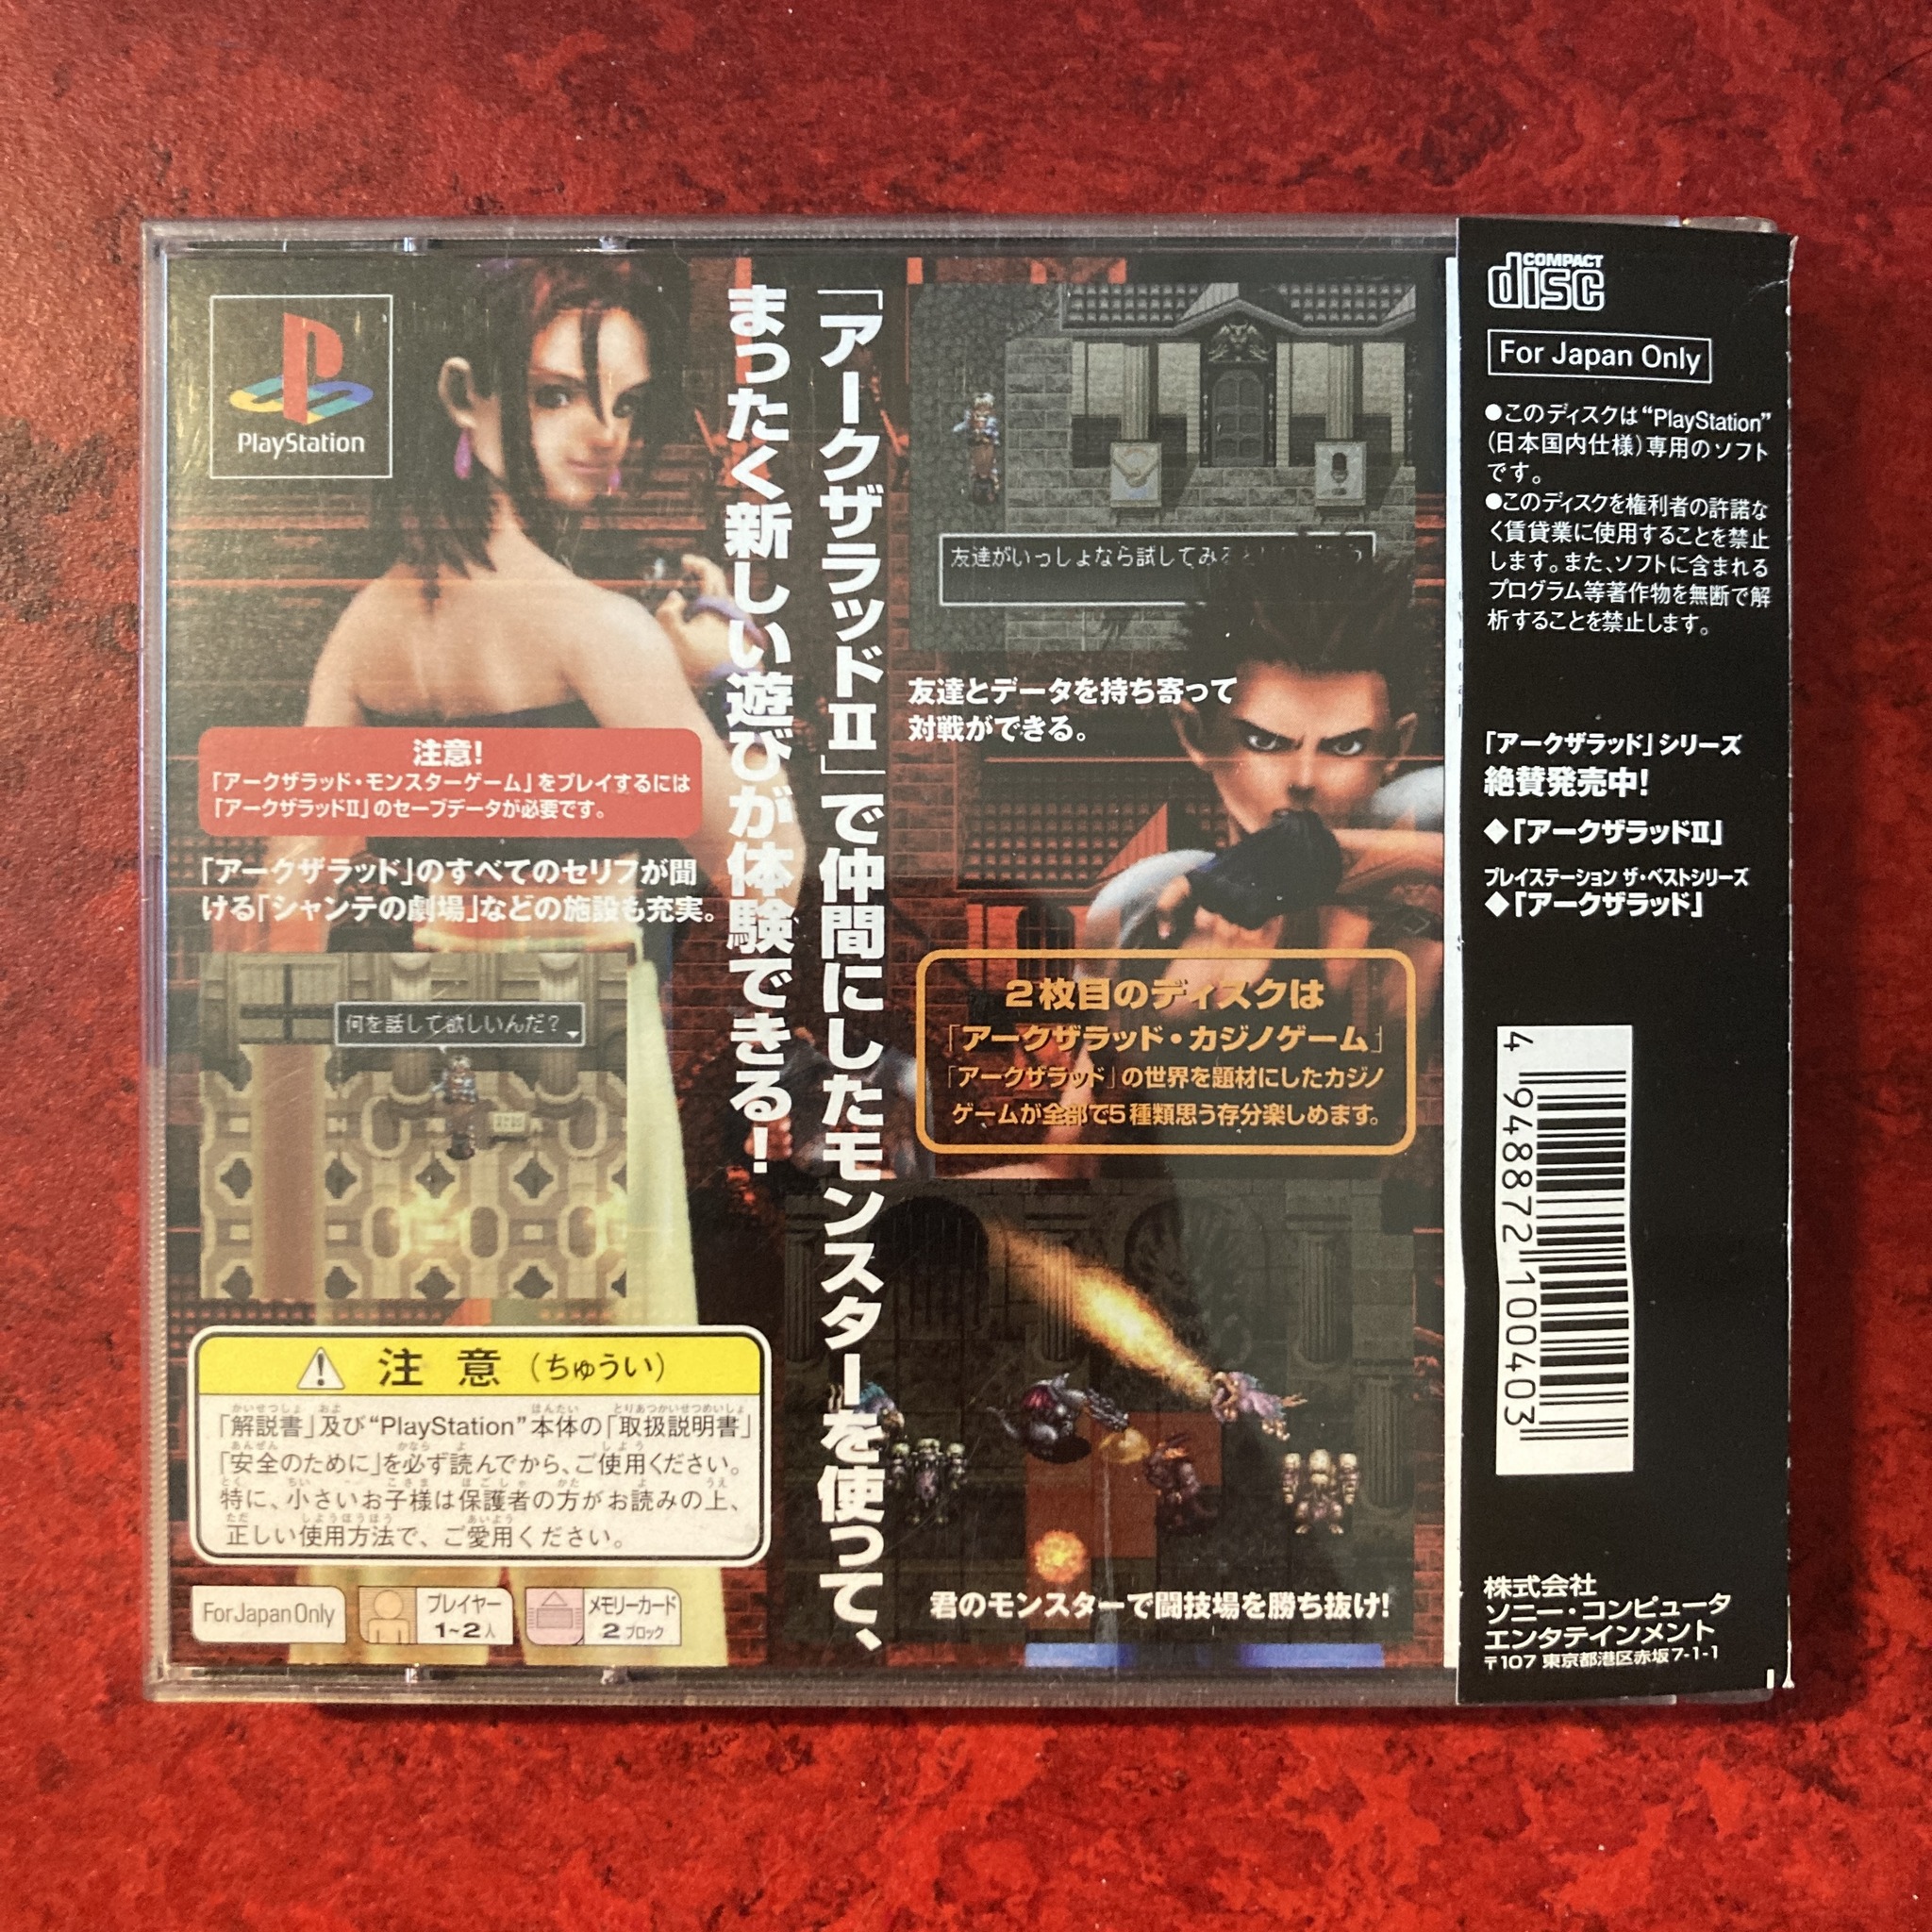 PlayStation
「アークザラッドⅡ」で仲間にしたモンスターを使って、
まったく新しい遊びが体験できる!
友達がいっしょなら試してみる
友達とデータを持ち寄って
対戦ができる。
注意!
「アークザラッド・モンスターゲーム」をプレイするには
「アークザラッドⅡ」のセーブデータが必要です。
「アークザラッド」のすべてのセリフが聞
ける「シャンテの劇場」などの施設も充実。
何を話して欲しいんだ?
2枚目のディスクは
「アークザラッド・カジノゲーム」
「アークザラッド」の世界を題材にしたカジノ
ゲームが全部で5種類思う存分楽しめます。
君のモンスターで闘技場を勝ち抜け!
注意(ちゅうい)
「解説書」及び“PlayStation”本体の「取扱説明書」
「安全のために」を必ず読んでから、ご使用ください。
特に、小さいお子様は保護者の方がお読みの上、
正しい使用方法で、ご愛用ください。
For Japan Only
プレイヤー
1~2人
メモリーカード
2ブロック
COMPACT
disc
For Japan Only
●このディスクは“PlayStation”
(日本国内仕様)専用のソフト
です。
●このディスクを権利者の許諾な
く賃貸業に使用することを禁止
します。また、ソフトに含まれる
プログラム等著作物を無断で解
析することを禁止します。
「アークザラッド」シリーズ
絶賛発売中!
◆「アークザラッドⅡ」
プレイステーション ザ・ベストシリーズ
◆「アークザラッド」
4 948872 100403
株式会社
ソニー・コンピュータ
エンタテインメント
〒107 東京都港区赤坂7-1-1